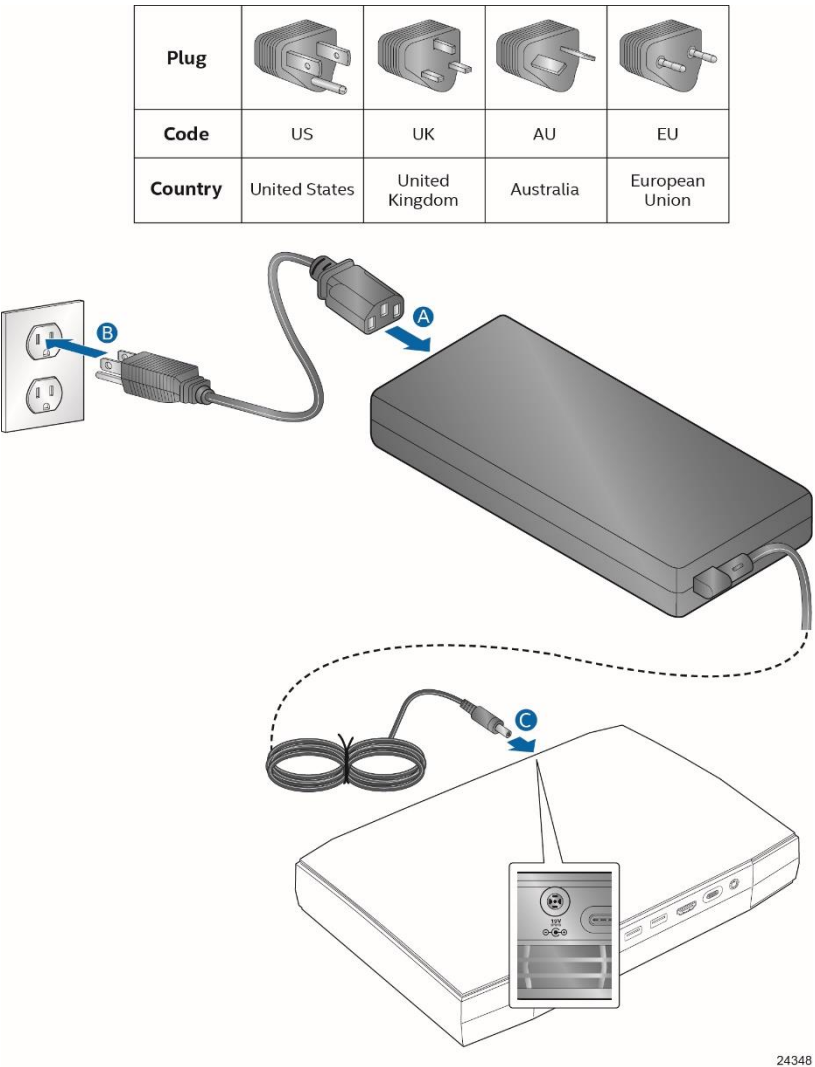 Plug
Code US UK AU EU
Country United States United Kingdom Australia European Union
A
B
C
19V
24348